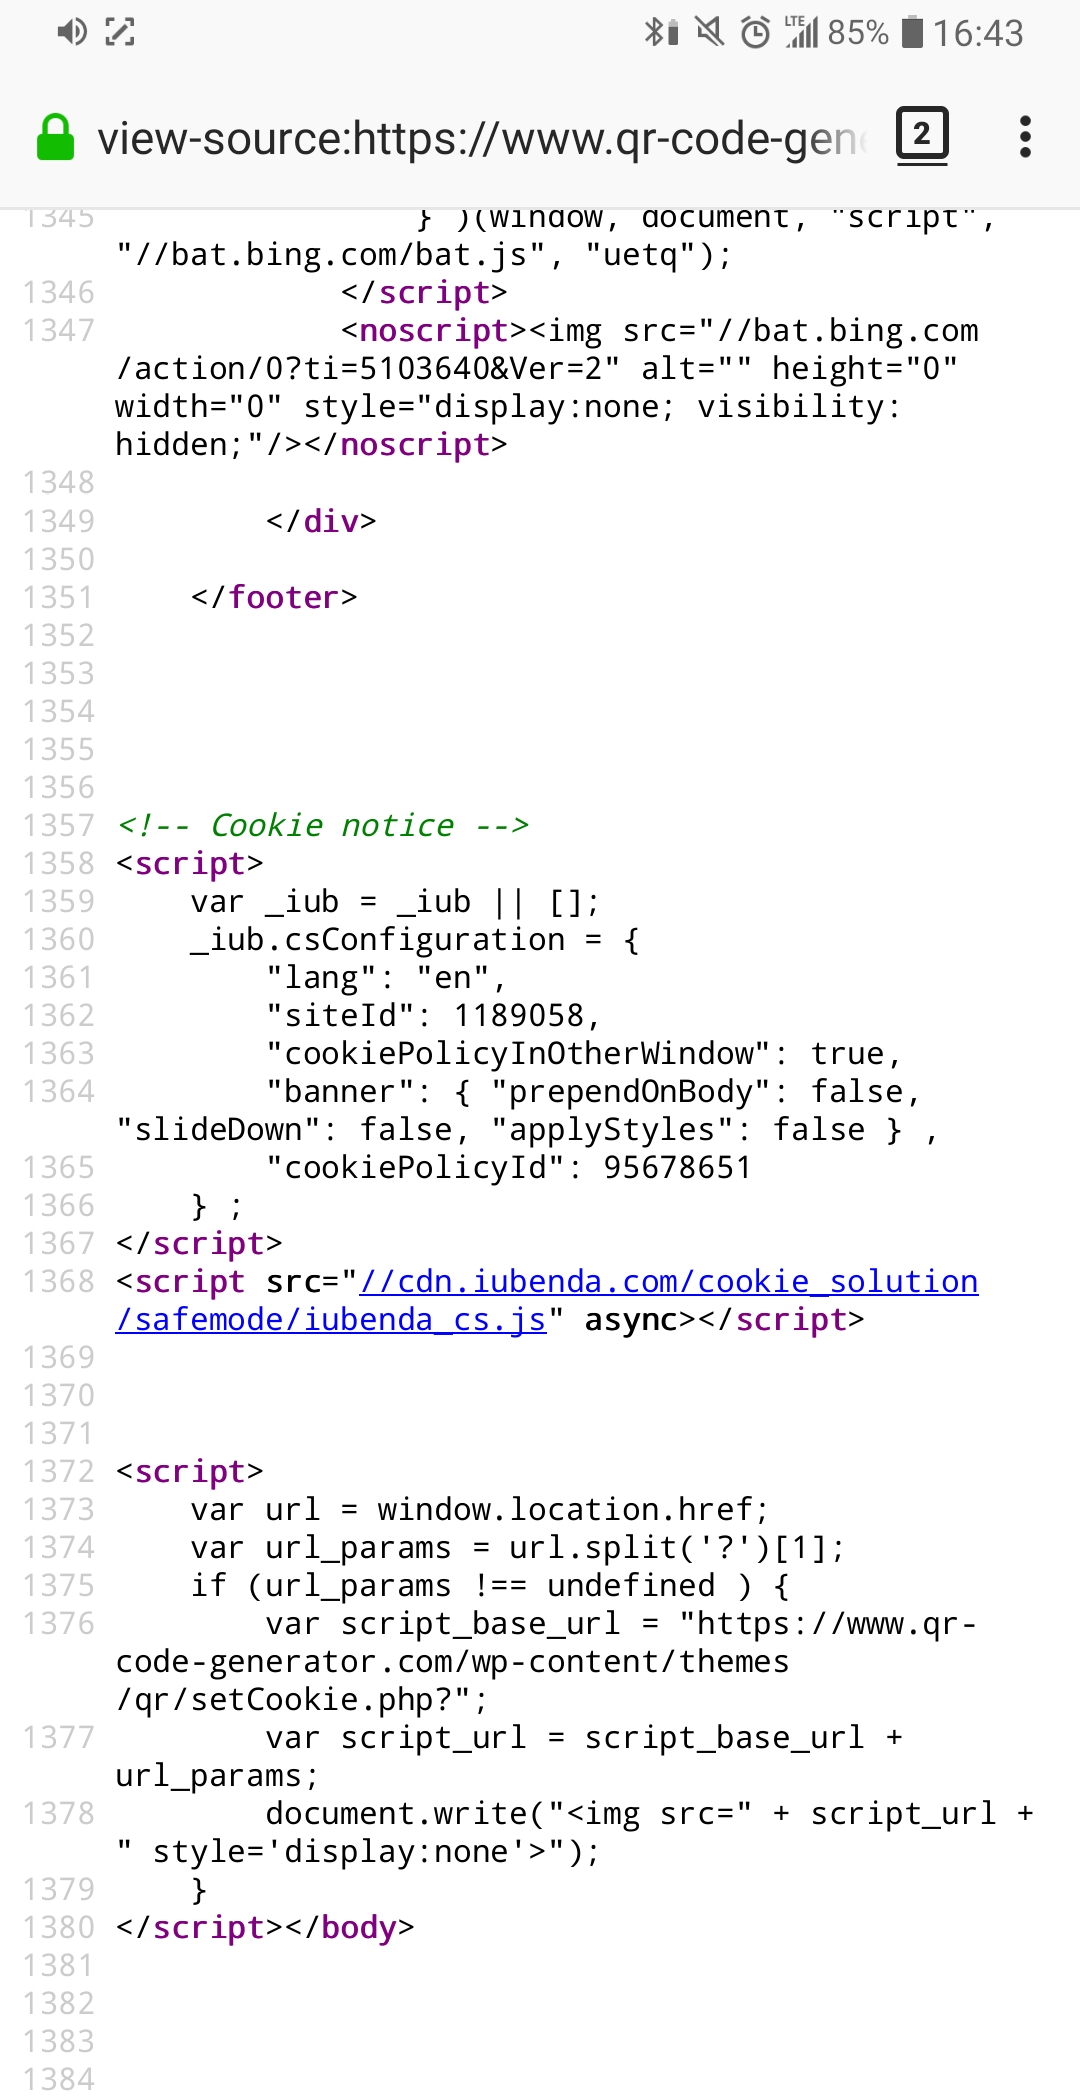 85% 16:43
view-source:https://www.qr-code-gen
2
1345 } )(window, document, "script",
"//bat.bing.com/bat.js", "uetq");
1346 </script>
1347 <noscript><img src="//bat.bing.com
/action/0?ti=5103640&Ver=2" alt="" height="0"
width="0" style="display:none; visibility:
hidden;"/></noscript>
1348
1349 </div>
1350
1351 </footer>
1352
1353
1354
1355
1356
1357 <!-- Cookie notice -->
1358 <script>
1359 var _iub = _iub || [];
1360 _iub.csConfiguration = {
1361 "lang": "en",
1362 "siteId": 1189058,
1363 "cookiePolicyInOtherWindow": true,
1364 "banner": { "prependOnBody": false,
"slideDown": false, "applyStyles": false } ,
1365 "cookiePolicyId": 95678651
1366 } ;
1367 </script>
1368 <script src="//cdn.iubenda.com/cookie_solution
/safemode/iubenda_cs.js" async></script>
1369
1370
1371
1372 <script>
1373 var url = window.location.href;
1374 var url_params = url.split('?')[1];
1375 if (url_params !== undefined ) {
1376 var script_base_url = "https://www.qr-
code-generator.com/wp-content/themes
/qr/setCookie.php?";
1377 var script_url = script_base_url +
url_params;
1378 document.write("<img src=" + script_url +
" style='display:none'>");
1379 }
1380 </script></body>
1381
1382
1383
1384